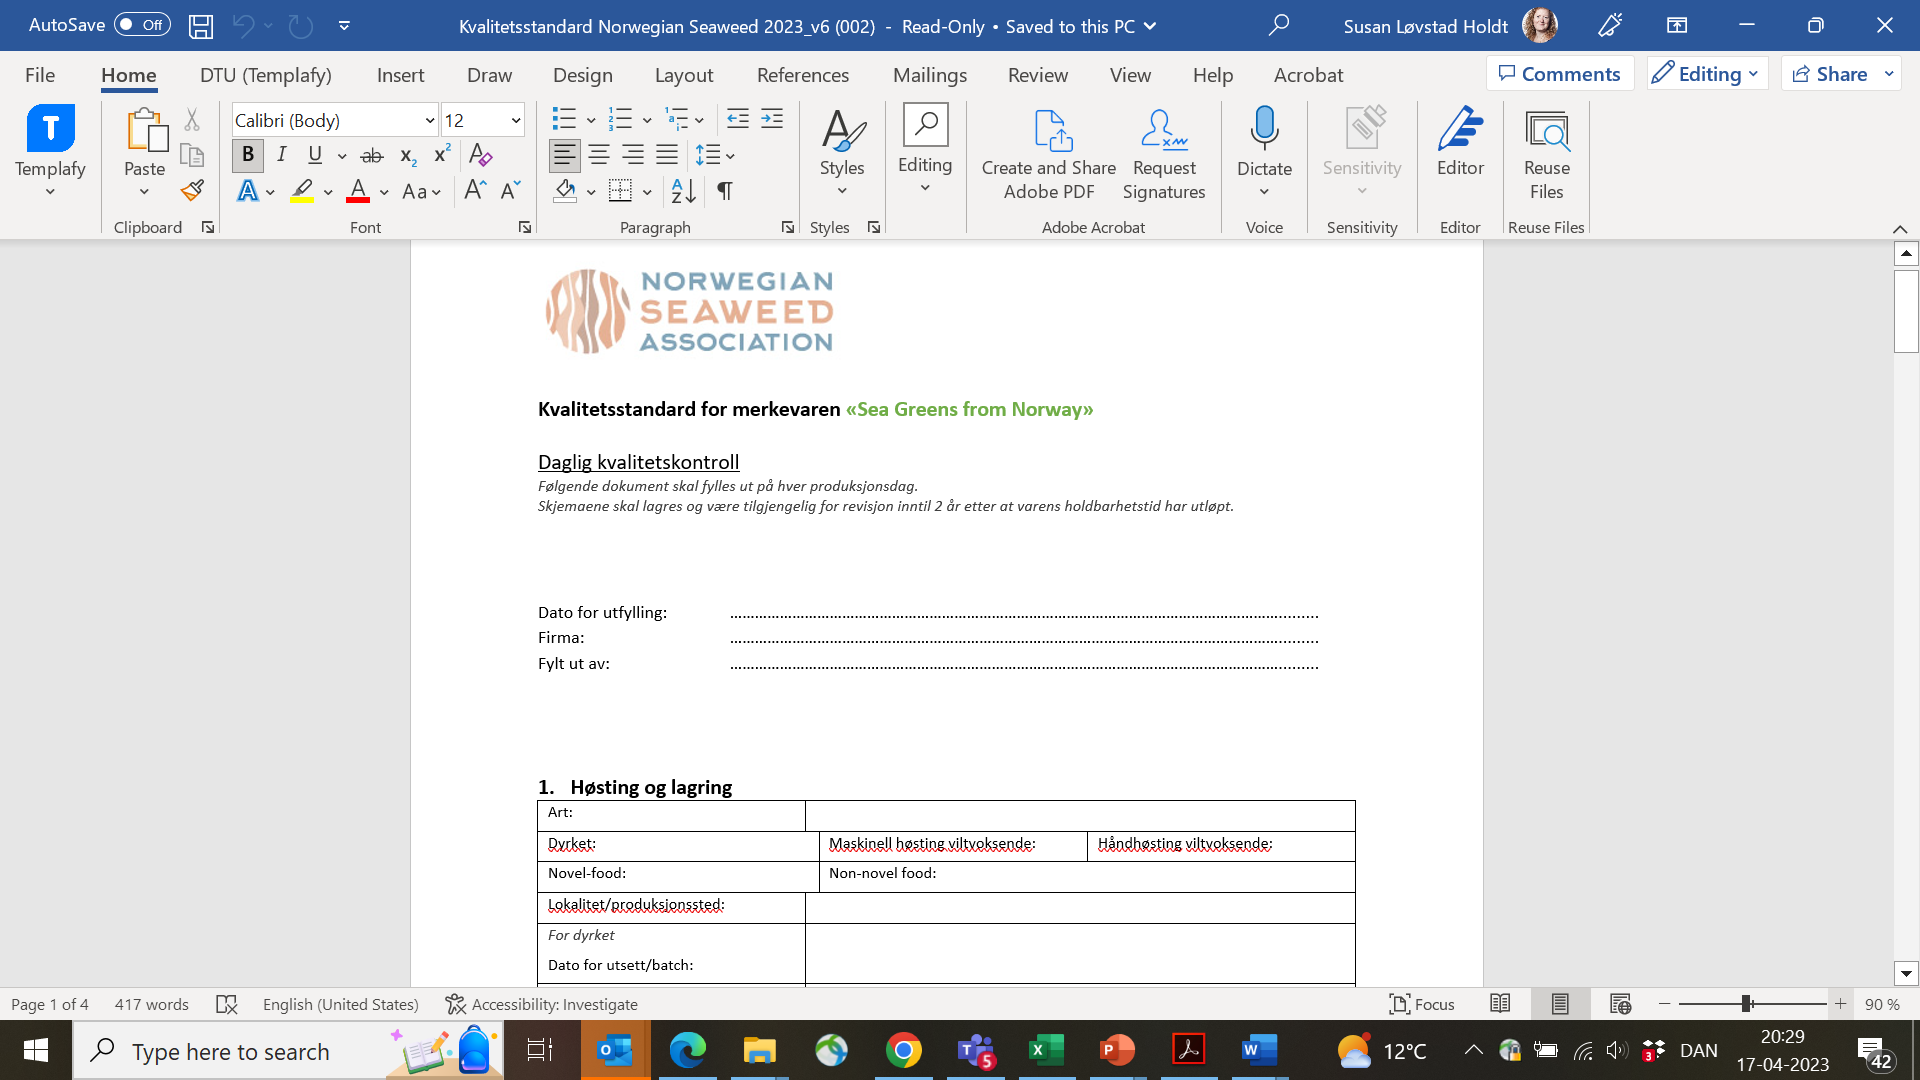 AutoSave Off Kvalitetsstandard Norwegian Seaweed 2023_v6 (002) - Read-Only • Saved to this PC Susan Løvstad Holdt
File Home DTU (Templafy) Insert Draw Design Layout References Mailings Review View Help Acrobat Comments Editing Share
Calibri (Body) 12
Templafy Paste Styles Editing Create and Share Adobe PDF Request Signatures Dictate Sensitivity Editor Reuse Files
Clipboard Font Paragraph Styles Adobe Acrobat Voice Sensitivity Editor Reuse Files
NORWEGIAN
SEAWEED
ASSOCIATION
Kvalitetsstandard for merkevaren «Sea Greens from Norway»
Daglig kvalitetskontroll
Følgende dokument skal fylles ut på hver produksjonsdag.
Skjemaene skal lagres og være tilgjengelig for revisjon inntil 2 år etter at varens holdbarhetstid har utløpt.
Dato for utfylling: ........................................................................................................
Firma: ........................................................................................................
Fylt ut av: ........................................................................................................
1. Høsting og lagring
Art:
Dyrket: Maskinell høsting viltvoksende: Håndhøsting viltvoksende:
Novel-food: Non-novel food:
Lokalitet/produksjonssted:
For dyrket
Dato for utsett/batch:
Page 1 of 4 417 words English (United States) Accessibility: Investigate Focus 90 %
Type here to search 5 12°C 3 DAN 20:29
17-04-2023 42